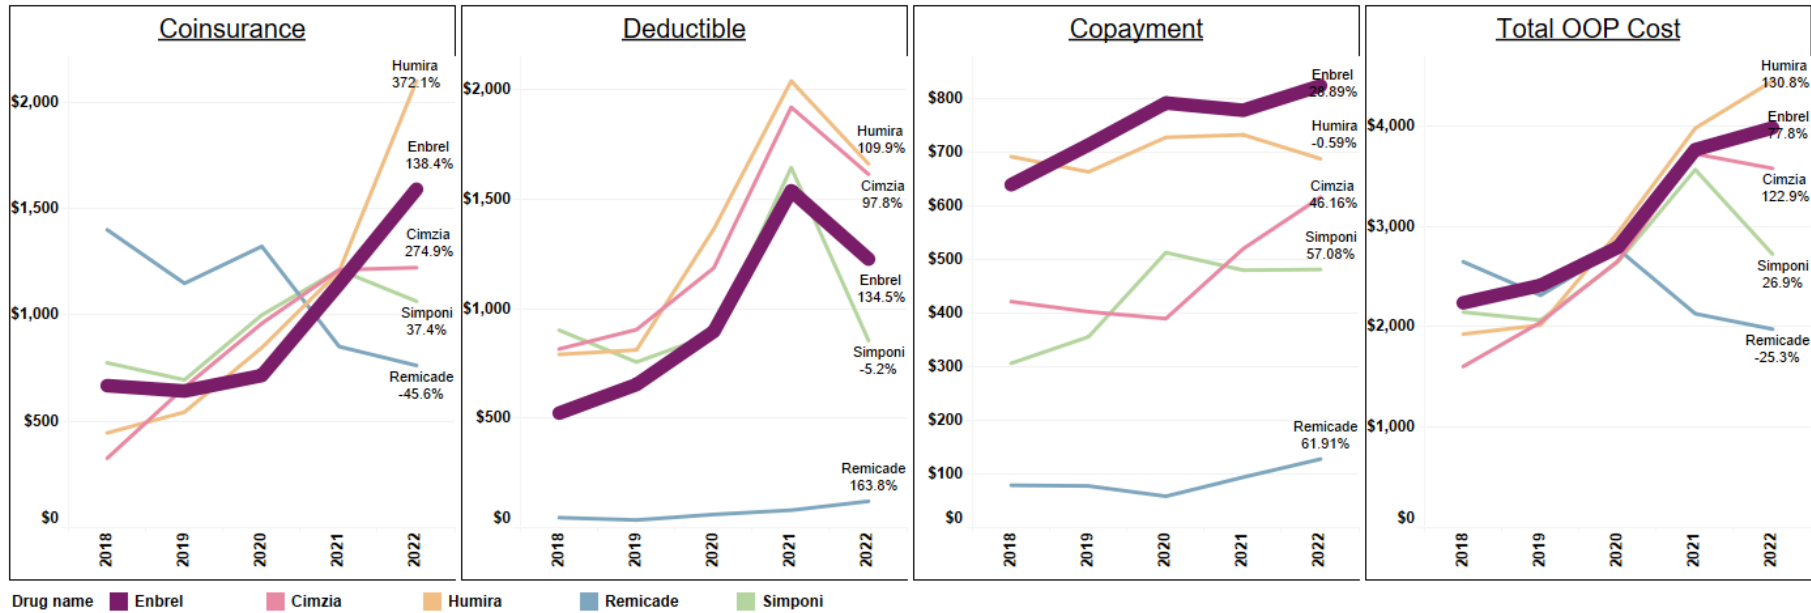 Coinsurance
$2,000
$1,500
$1,000
$500
$0
Humira
372.1%
Enbrel
138.4%
Cimzia
274.9%
Simponi
37.4%
Remicade
-45.6%
2018
2019
2020
2021
2022
Deductible
$2,000
$1,500
$1,000
$500
$0
Humira
109.9%
Cimzia
97.8%
Enbrel
134.5%
Simponi
-5.2%
Remicade
163.8%
2018
2019
2020
2021
2022
Copayment
$800
$700
$600
$500
$400
$300
$200
$100
$0
Enbrel
28.89%
Humira
-0.59%
Cimzia
46.16%
Simponi
57.08%
Remicade
61.91%
2018
2019
2020
2021
2022
Total OOP Cost
$4,000
$3,000
$2,000
$1,000
$0
Humira
130.8%
Enbrel
77.8%
Cimzia
122.9%
Simponi
26.9%
Remicade
-25.3%
2018
2019
2020
2021
2022
Drug name Enbrel Cimzia Humira Remicade Simponi